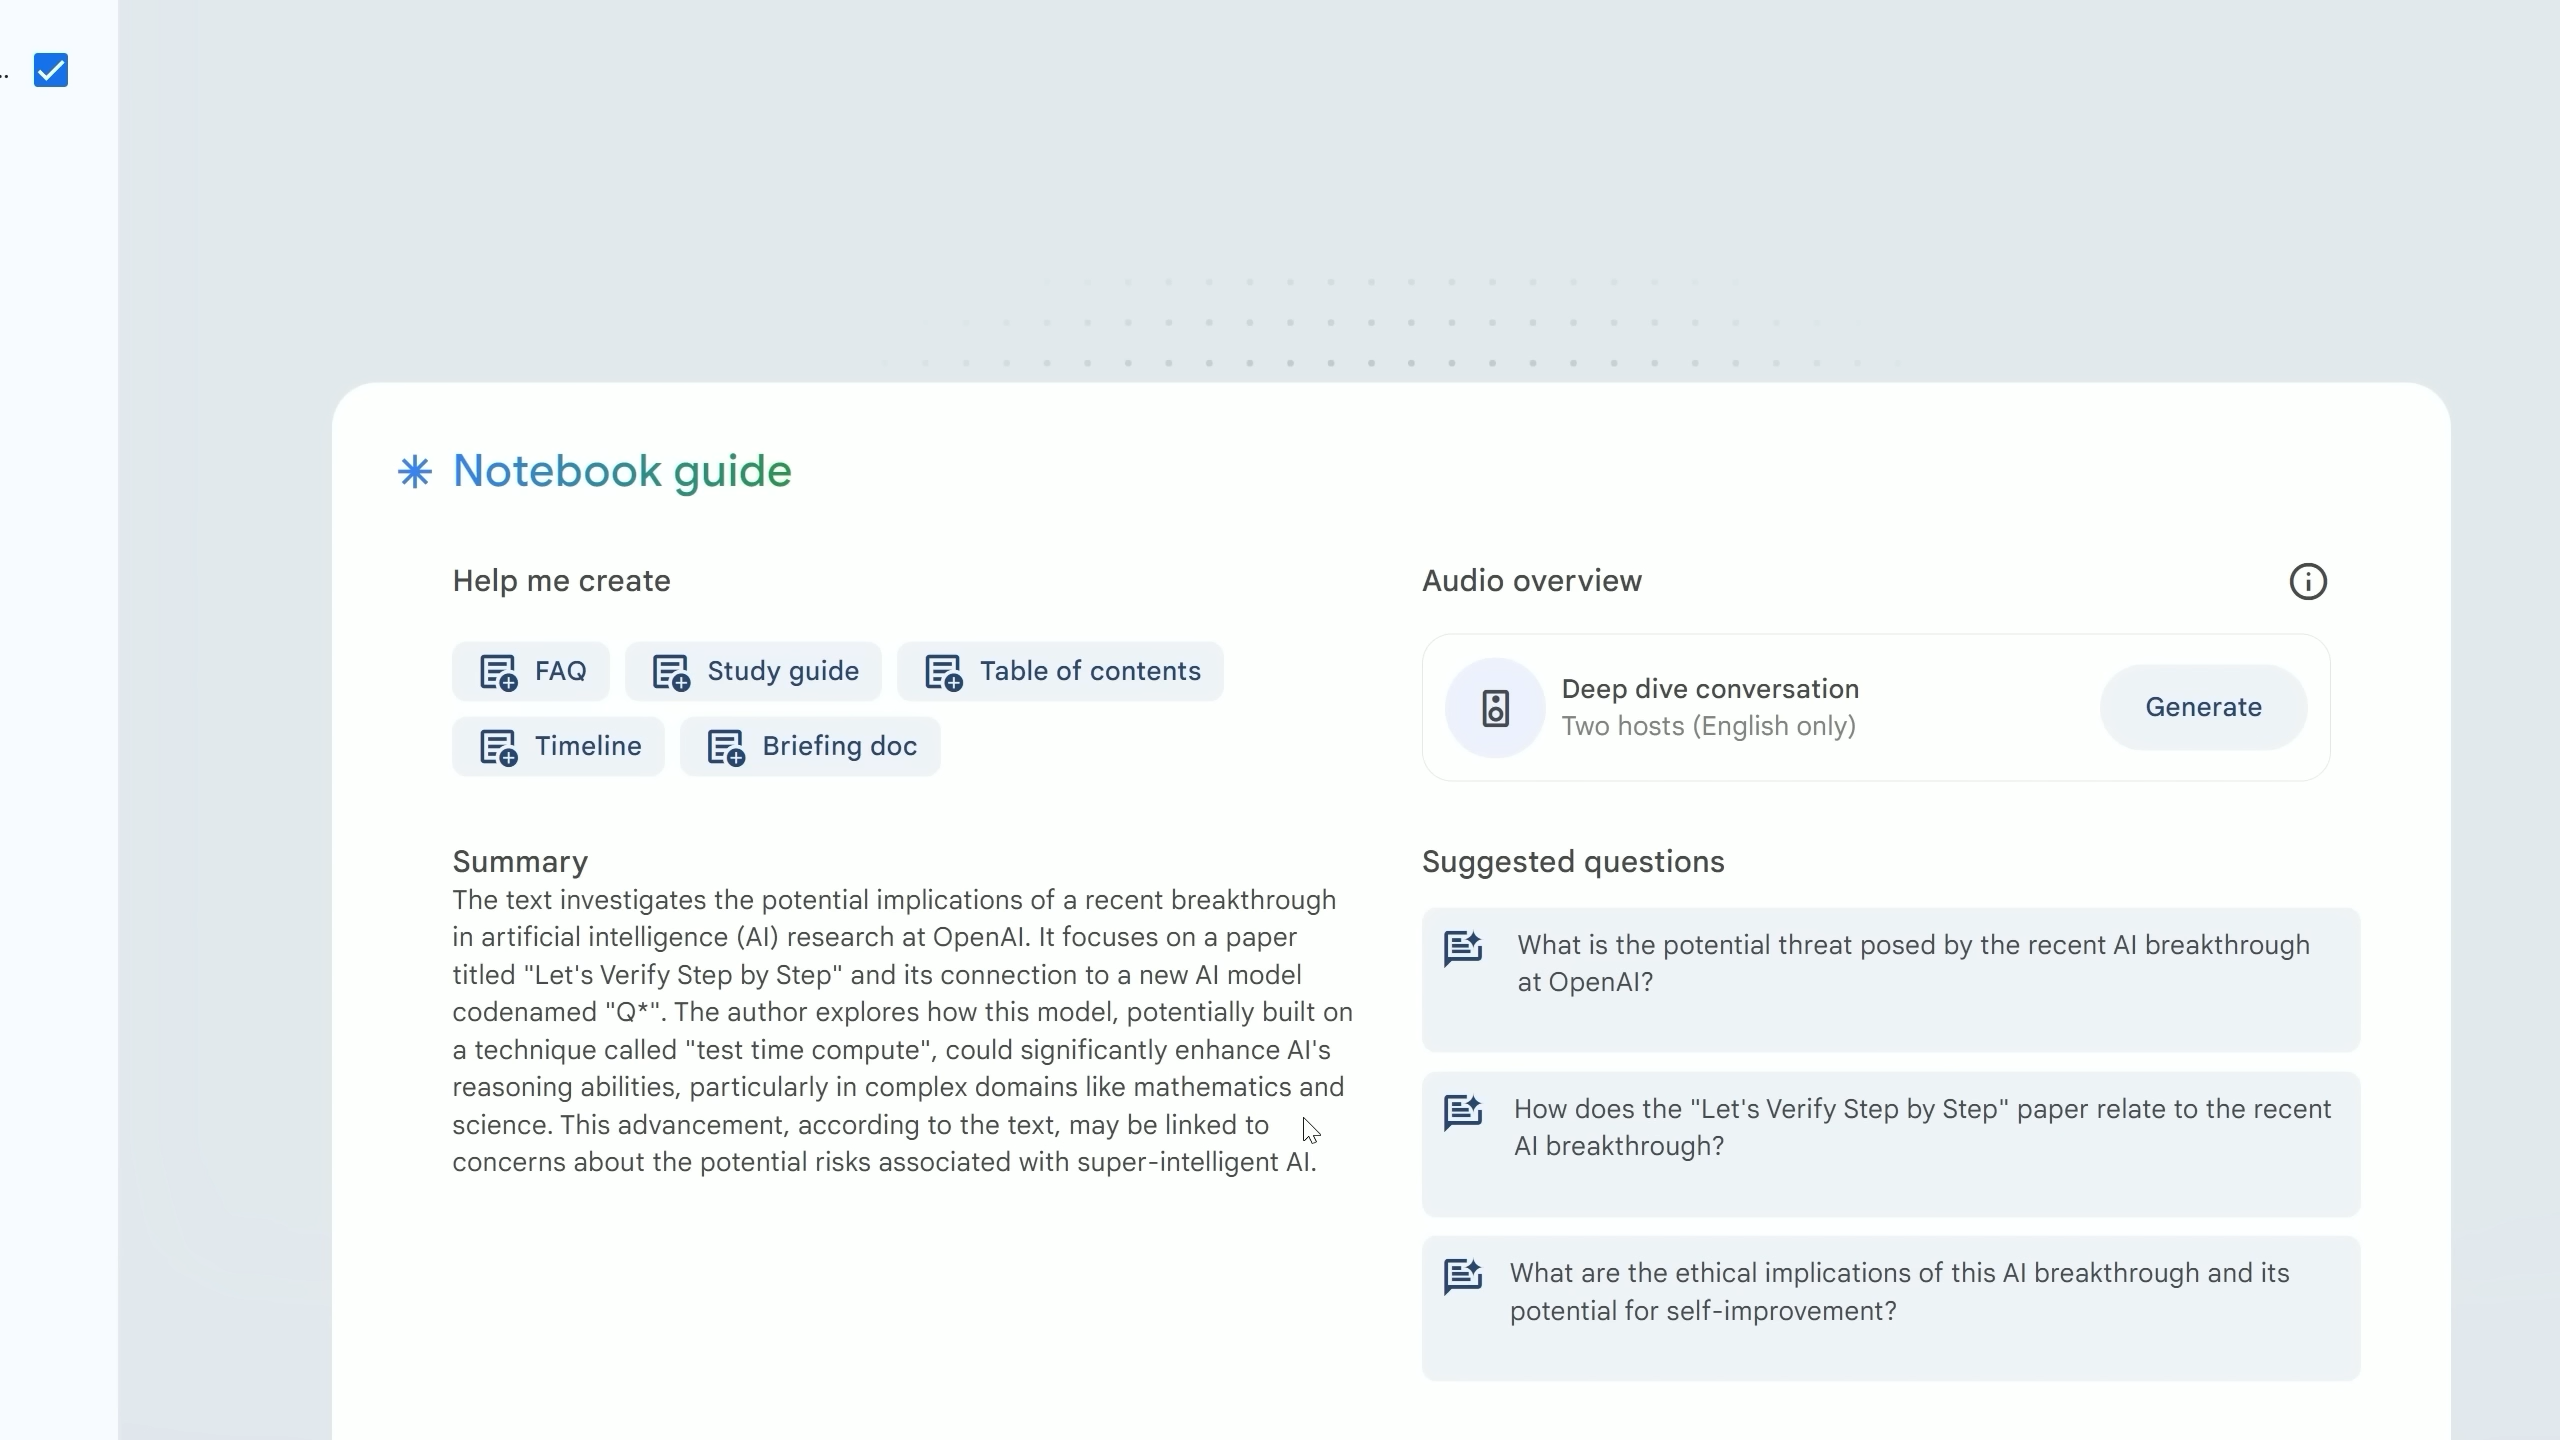 ..
Notebook guide
Help me create
FAQ
Study guide
Table of contents
Timeline
Briefing doc
Audio overview
Deep dive conversation
Two hosts (English only)
Generate
Summary
The text investigates the potential implications of a recent breakthrough
in artificial intelligence (AI) research at OpenAI. It focuses on a paper
titled "Let's Verify Step by Step" and its connection to a new AI model
codenamed "Q*". The author explores how this model, potentially built on
a technique called "test time compute", could significantly enhance AI's
reasoning abilities, particularly in complex domains like mathematics and
science. This advancement, according to the text, may be linked to
concerns about the potential risks associated with super-intelligent AI.
Suggested questions
What is the potential threat posed by the recent AI breakthrough
at OpenAI?
How does the "Let's Verify Step by Step" paper relate to the recent
AI breakthrough?
What are the ethical implications of this AI breakthrough and its
potential for self-improvement?